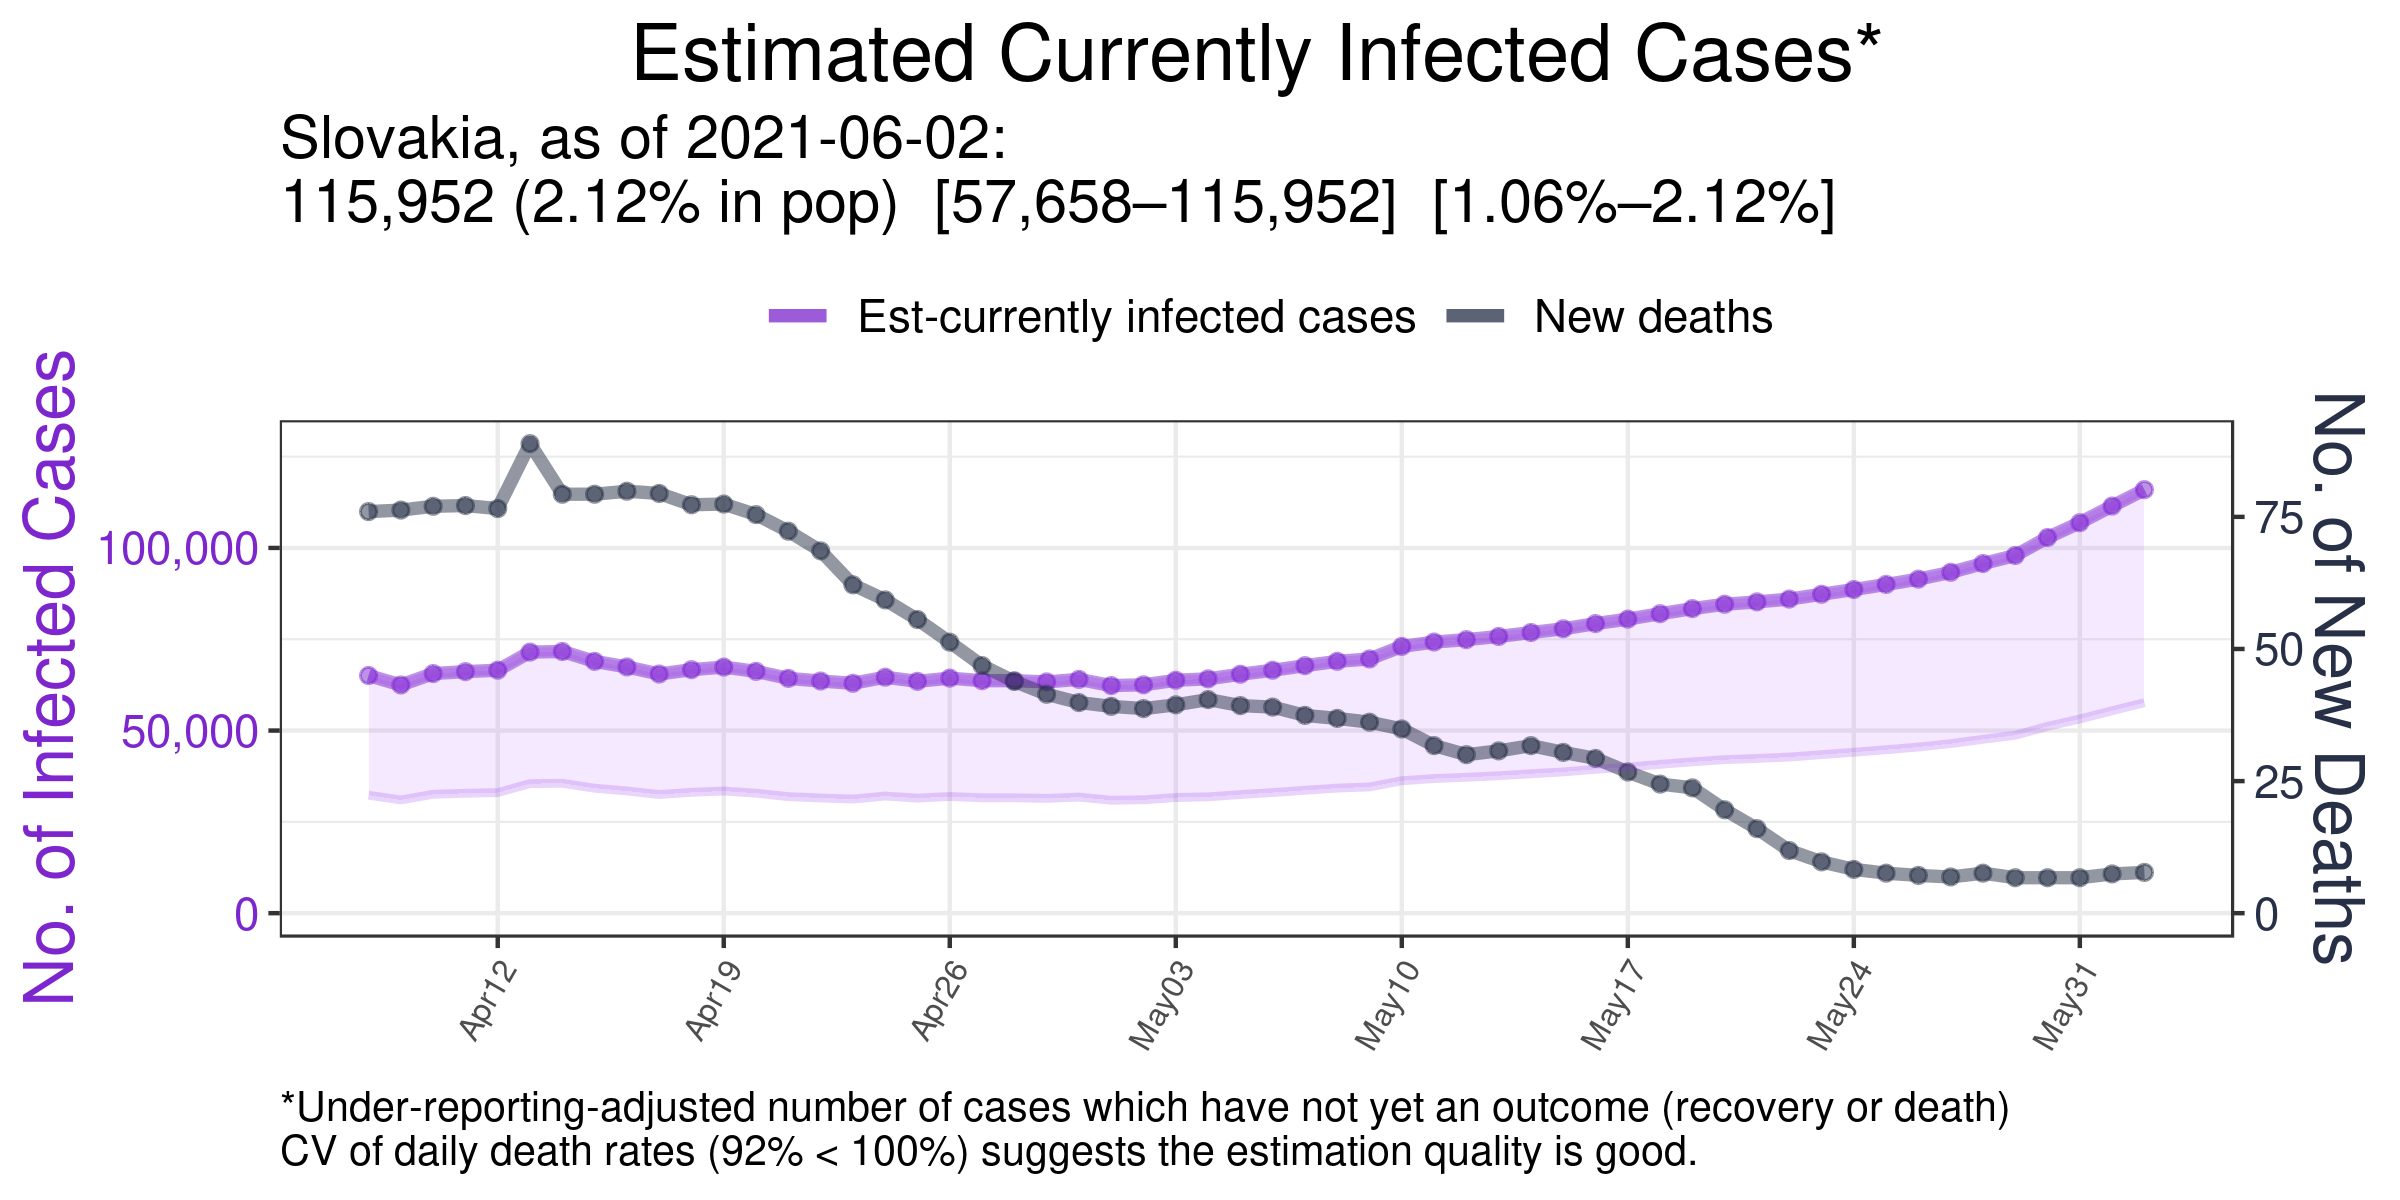 Estimated Currently Infected Cases*
Slovakia, as of 2021-06-02:
115,952 (2.12% in pop)  [57,658–115,952]  [1.06%–2.12%]
Est-currently infected cases
New deaths
No. of Infected Cases
100,000
50,000
0
No. of New Deaths
75
50
25
0
Apr12
Apr19
Apr26
May03
May10
May17
May24
May31
*Under-reporting-adjusted number of cases which have not yet an outcome (recovery or death)
CV of daily death rates (92% < 100%) suggests the estimation quality is good.